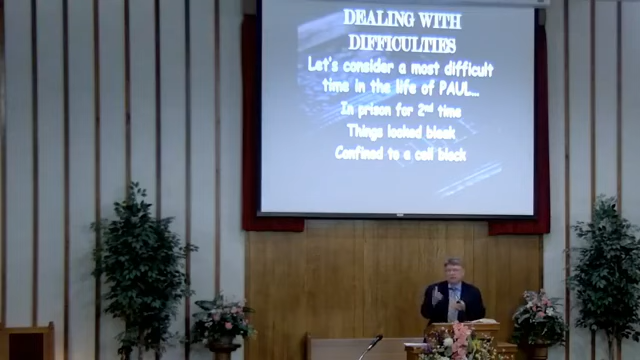 DEALING WITH
DIFFICULTIES
Let's consider a most difficult
time in the life of PAUL...
In prison for 2nd time
Things looked bleak
Confined to a cell block